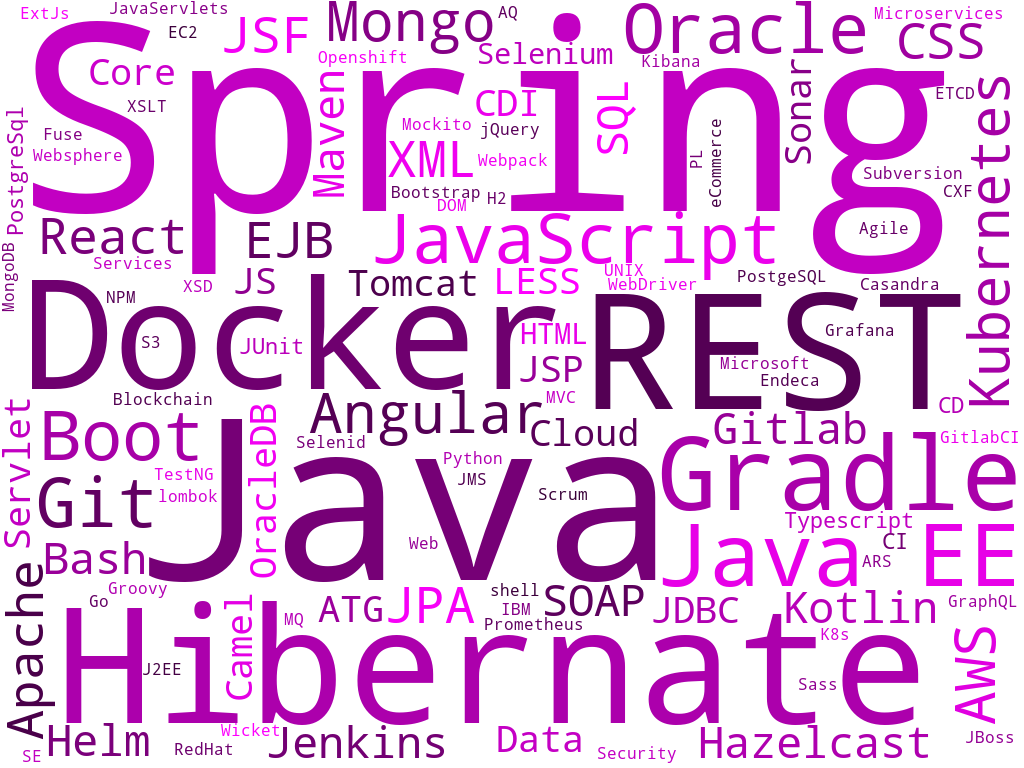 ExtJs
JavaServlets
EC2
JSF
Mongo
AQ
Oracle
Microservices
CSS
Spring
Core
XSLT
Openshift
Selenium
Kibana
Sonar
ETCD
Kubernetes
PostgreSql
Fuse
Websphere
Maven
Mockito
CDI
jQuery
SQL
XML
Webpack
PL
eCommerce
Subversion
CXF
Bootstrap
H2
DOM
React
EJB
JavaScript
Agile
MongoDB
Services
XSD
JS
Tomcat
LESS
UNIX
WebDriver
PostgeSQL
Casandra
NPM
Docker
REST
S3
JUnit
HTML
Grafana
JSP
Microsoft
Endeca
Blockchain
Angular
MVC
CD
Servlet
Boot
OracleDB
Selenid
Cloud
Gitlab
GitlabCI
TestNG
lombok
Java
Python
JMS
Scrum
Gradle
Git
Typescript
Bash
Web
Java EE
CI
ARS
Apache
Groovy
Go
Camel
MQ
ATG
JPA
shell
IBM
Prometheus
SOAP
JDBC
Kotlin
GraphQL
Hibernate
K8s
AWS
J2EE
Sass
Helm
SE
RedHat
Wicket
Jenkins
Data
Security
Hazelcast
JBoss